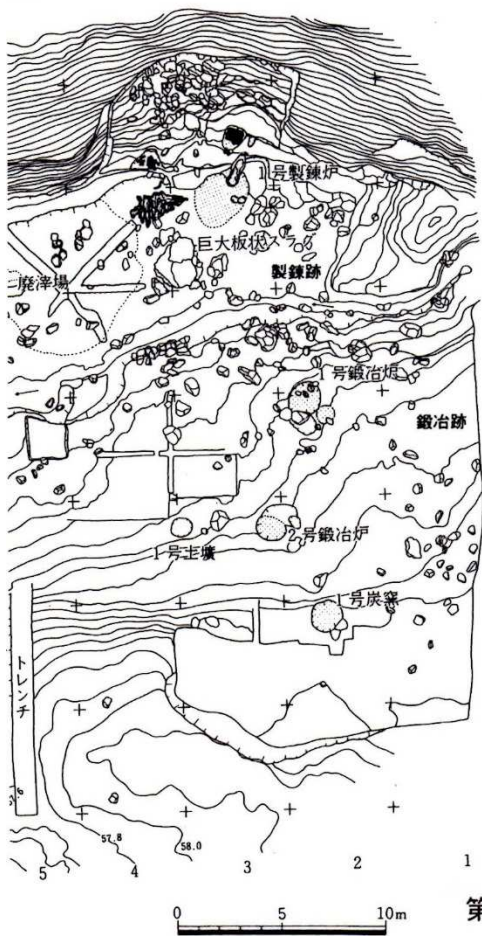 1号製錬炉
巨大板状スラグ
製錬跡
廃滓場
1号鍛冶炉
鍛冶跡
1号土壙
2号鍛冶炉
1号炭窯
トレンチ
57.8
58.0
5 4 3 2 1
第
0 5 10m